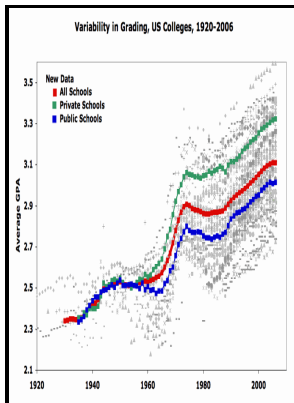 Variability in Grading, US Colleges, 1920-2006
New Data
All Schools
Private Schools
Public Schools
Average GPA
3.5
3.3
3.1
2.9
2.7
2.5
2.3
2.1
1920
1940
1960
1980
2000